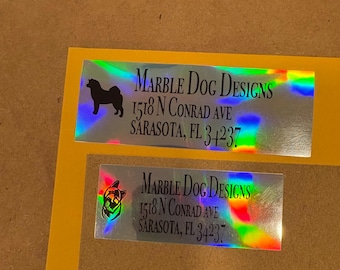 Marble Dog Designs
1518 N Conrad ave
Sarasota, FL 34237
Marble Dog Designs
1518 N Conrad ave
Sarasota, FL 34237